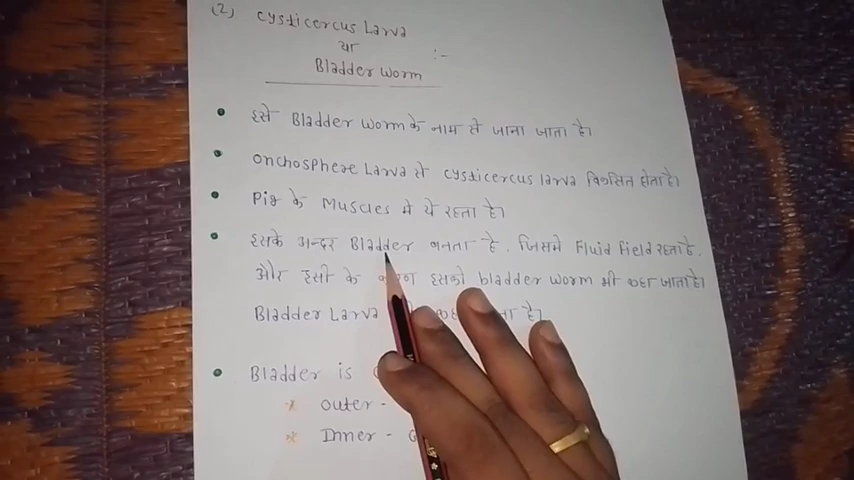 (2) Cysticercus Larva
या :-
Bladder worm
इसे Bladder worm के नाम से जाना जाता है।
Onchosphere Larva से cysticercus larva विकसित होता है।
Pig के Muscles मे ये रहता है।
इसके अन्दर Bladder बनता है. जिसमे Fluid Field रहता है.
और इसी के इसको bladder worm भी कहा जाता है।
Bladder Larva है।
Bladder is
* Outer -
* Inner -